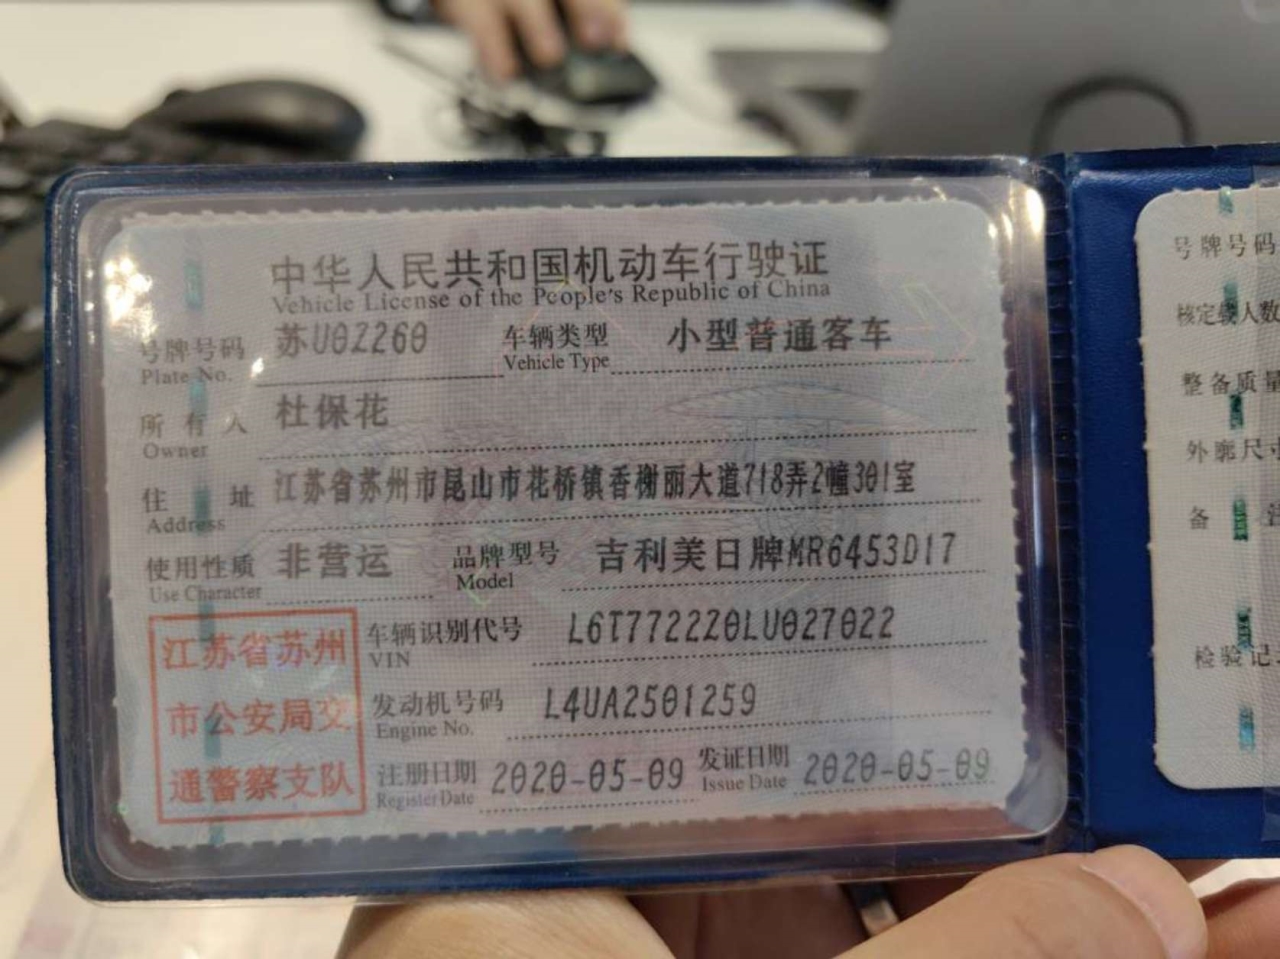 中华人民共和国机动车行驶证
Vehicle License of the People's Republic of China
号牌号码 苏U0Z260 车辆类型 小型普通客车
Plate No. Vehicle Type
所有人 杜保花
Owner
住址 江苏省苏州市昆山市花桥镇香榭丽大道718弄2幢301室
Address
使用性质 非营运 品牌型号 吉利美日牌MR6453D17
Use Character Model
江苏省苏州
市公安局交
通警察支队
车辆识别代号 L6T7722Z0LU027022
VIN
发动机号码 L4UA2501259
Engine No.
注册日期 2020-05-09 发证日期 2020-05-09
Register Date Issue Date
号牌号码
核定载人数
整备质量
外廓尺寸
备
检验记